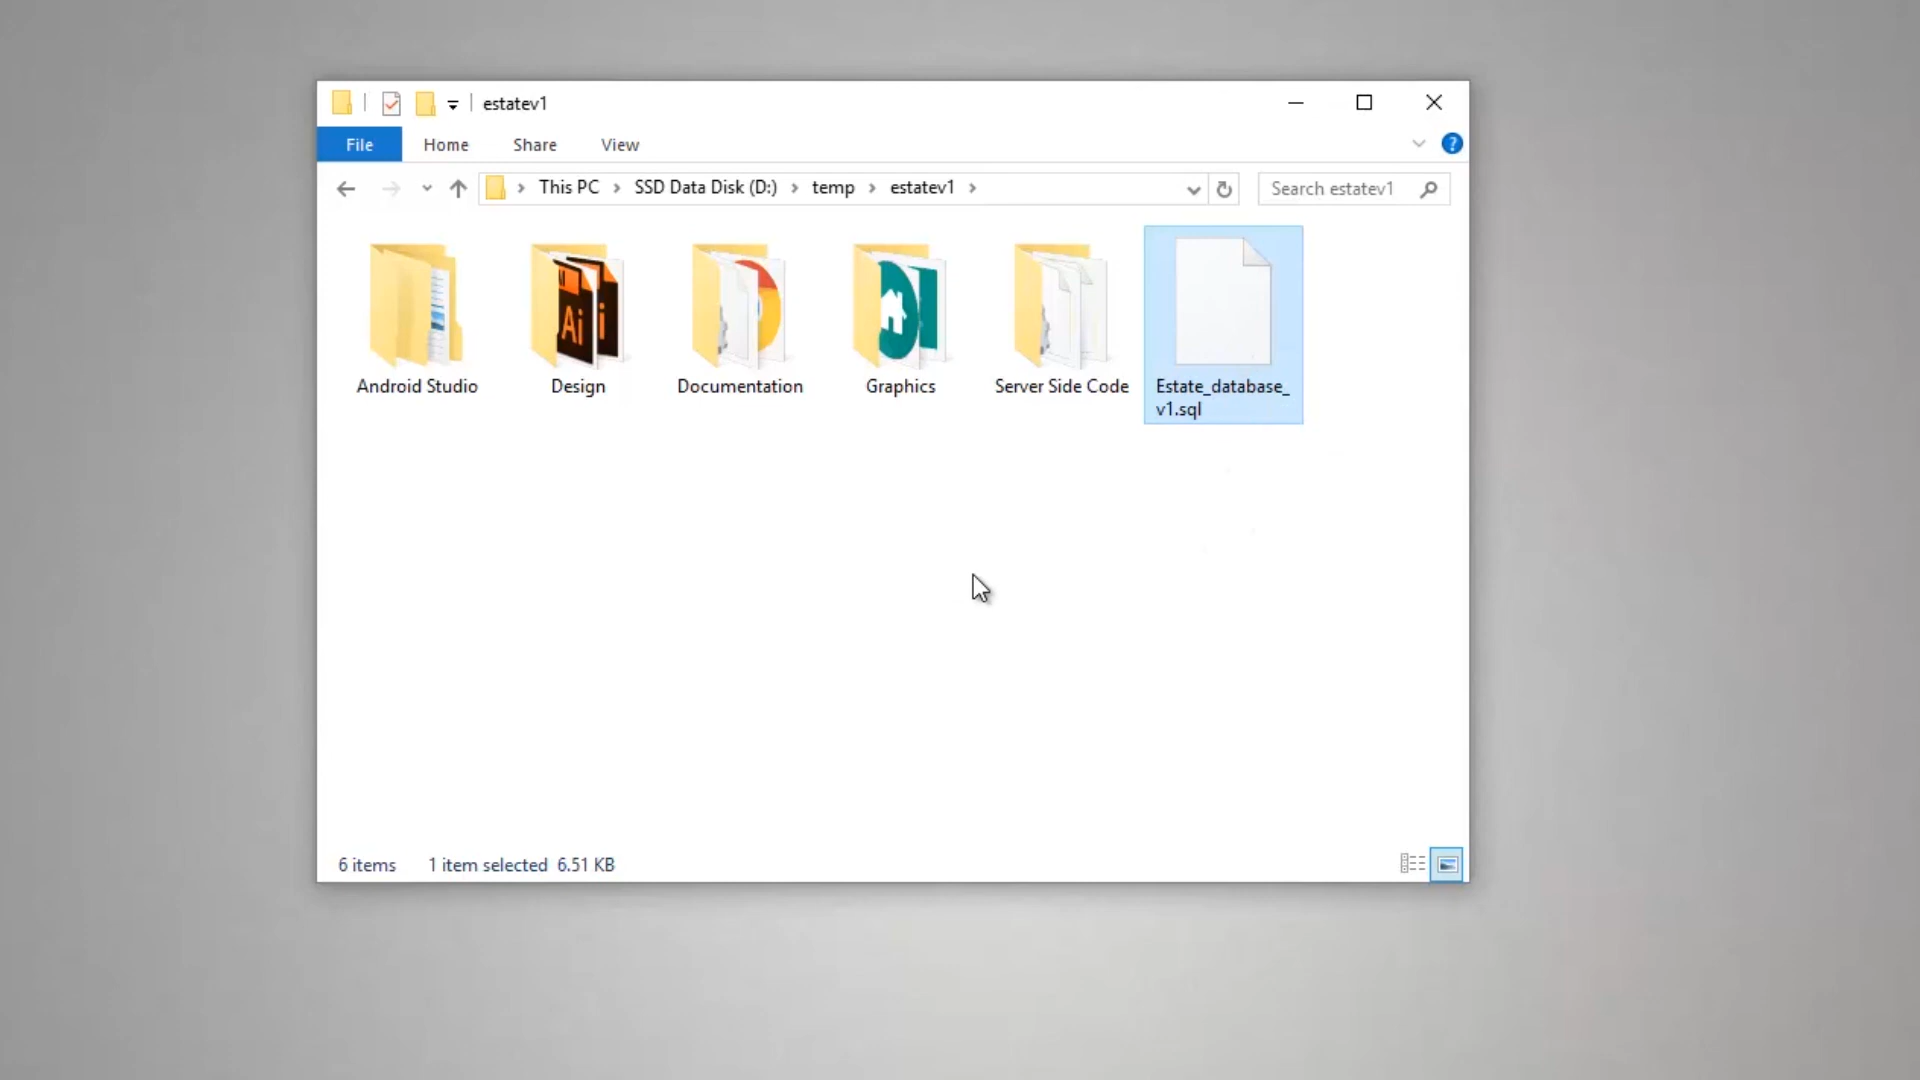 estatev1
File Home Share View
This PC > SSD Data Disk (D:) > temp > estatev1 > Search estatev1
Ai
Android Studio Design Documentation Graphics Server Side Code Estate_database_
v1.sql
6 items 1 item selected 6.51 KB